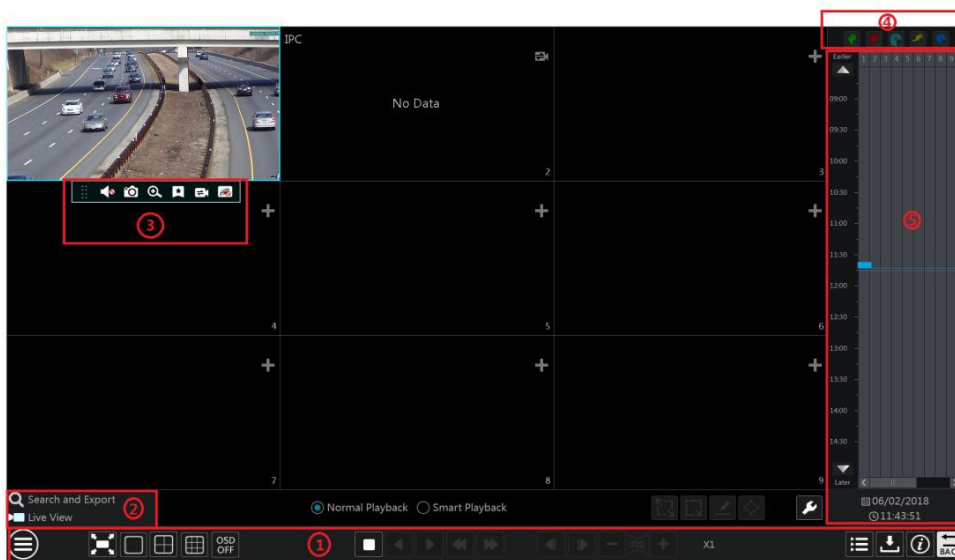 ④
IPC
Earlier 1 2 3 4 5 6 7 8 9
No Data
09:00
09:30
2
3
10:00
10:30
③
11:00
⑤
11:30
12:00
4
5
6
12:30
13:00
13:30
14:00
14:30
7
8
9
Later
Search and Export
②
Live View
Normal Playback
Smart Playback
06/02/2018
11:43:51
OSD
OFF
①
30S
X1
BACK